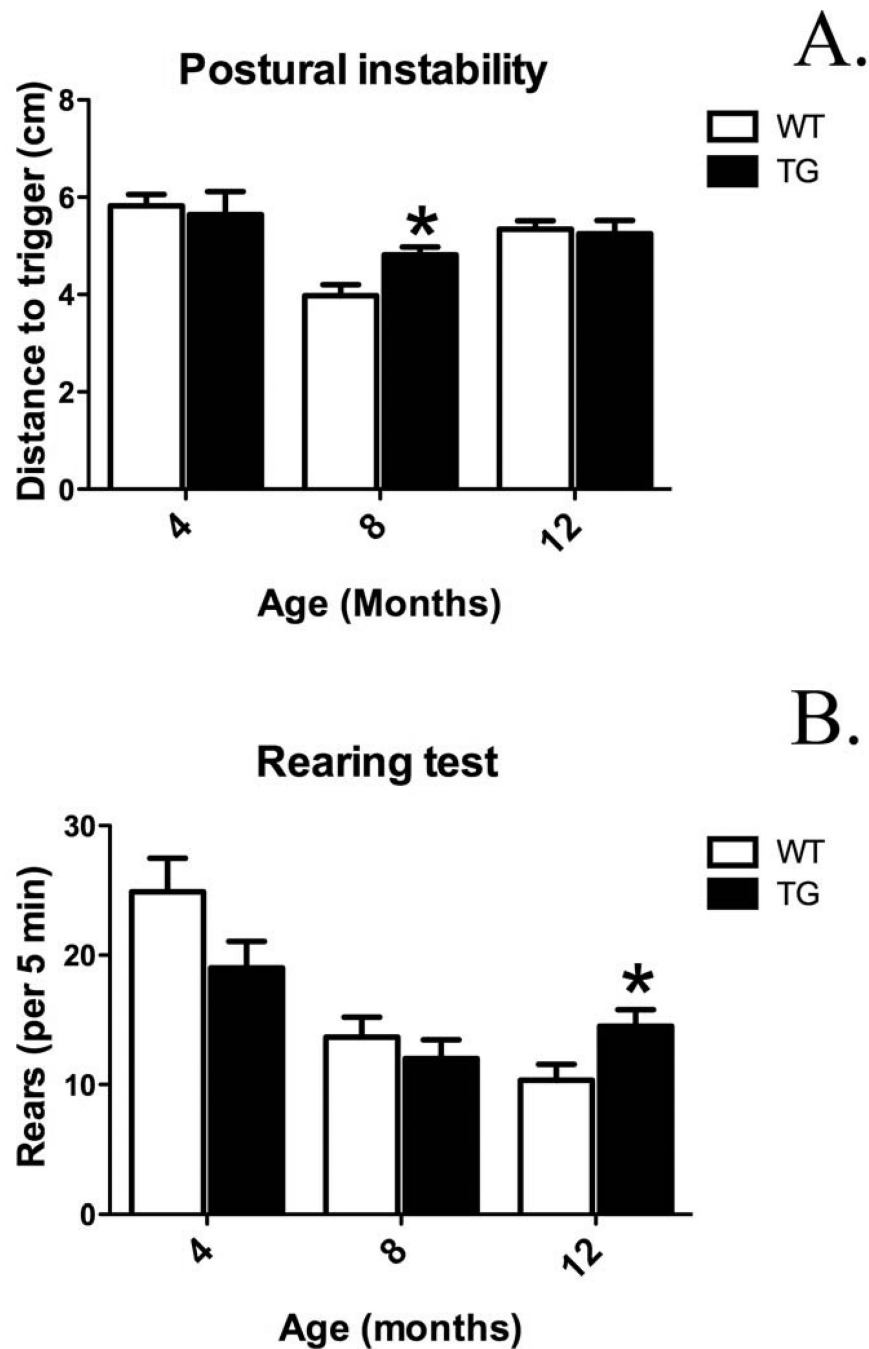 A.
Postural instability
WT
TG
Distance to trigger (cm)
8
6
4
2
0
*
4
8
12
Age (Months)
B.
Rearing test
WT
TG
Rears (per 5 min)
30
20
10
0
*
4
8
12
Age (months)